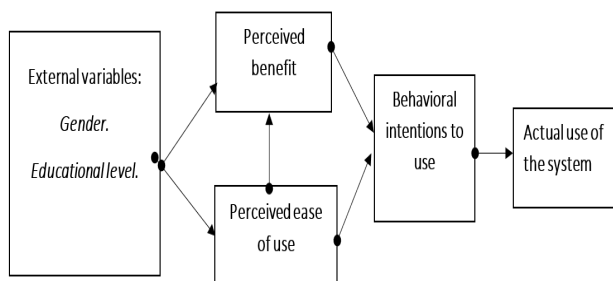 External variables:
Gender.
Educational level.
Perceived
benefit
Perceived ease
of use
Behavioral
intentions to
use
Actual use of
the system